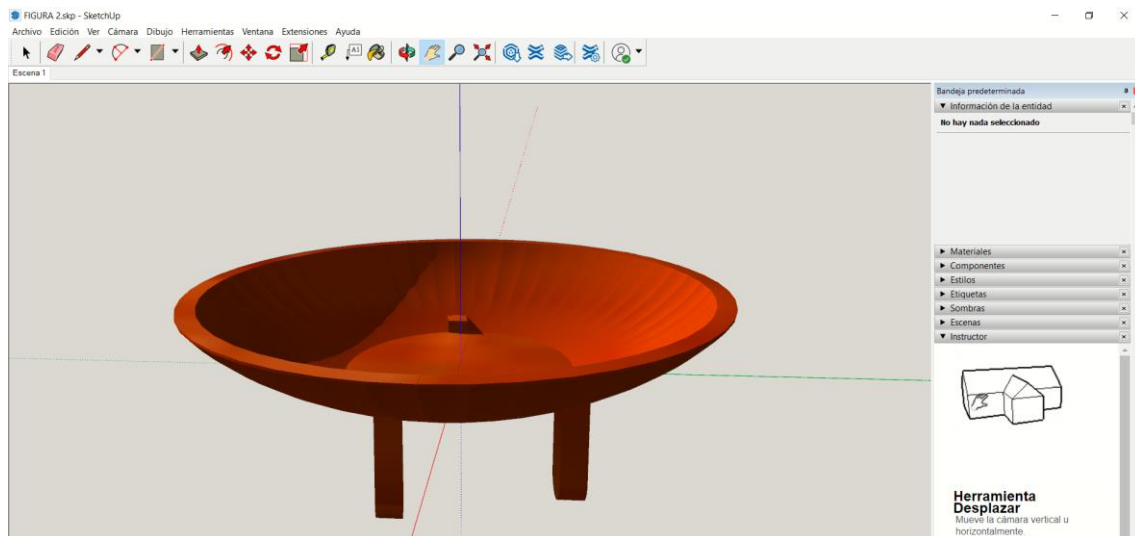 FIGURA 2.skp - SketchUp
Archivo Edición Ver Cámara Dibujo Herramientas Ventana Extensiones Ayuda
A1
Escena 1
Bandeja predeterminada
Información de la entidad
No hay nada seleccionado
Materiales
Componentes
Estilos
Etiquetas
Sombras
Escenas
Instructor
Herramienta
Desplazar
Mueve la cámara vertical u
horizontalmente.